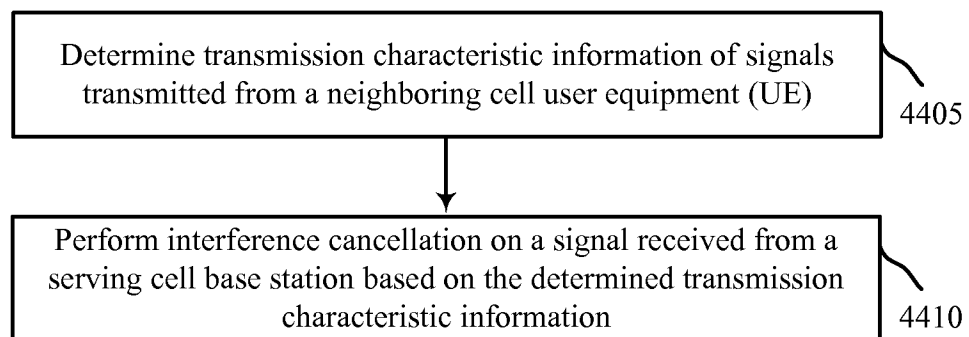 Determine transmission characteristic information of signals
transmitted from a neighboring cell user equipment (UE)
4405
Perform interference cancellation on a signal received from a
serving cell base station based on the determined transmission
characteristic information
4410